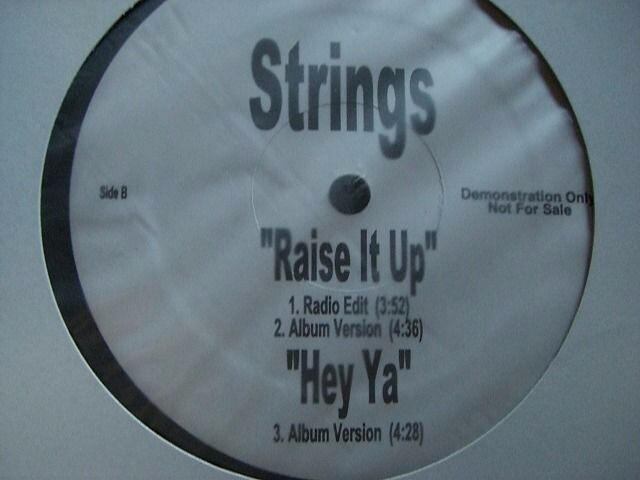 Strings
Side B
Demonstration Only
Not For Sale
"Raise It Up"
1. Radio Edit (3:52)
2. Album Version (4:36)
"Hey Ya"
3. Album Version (4:28)